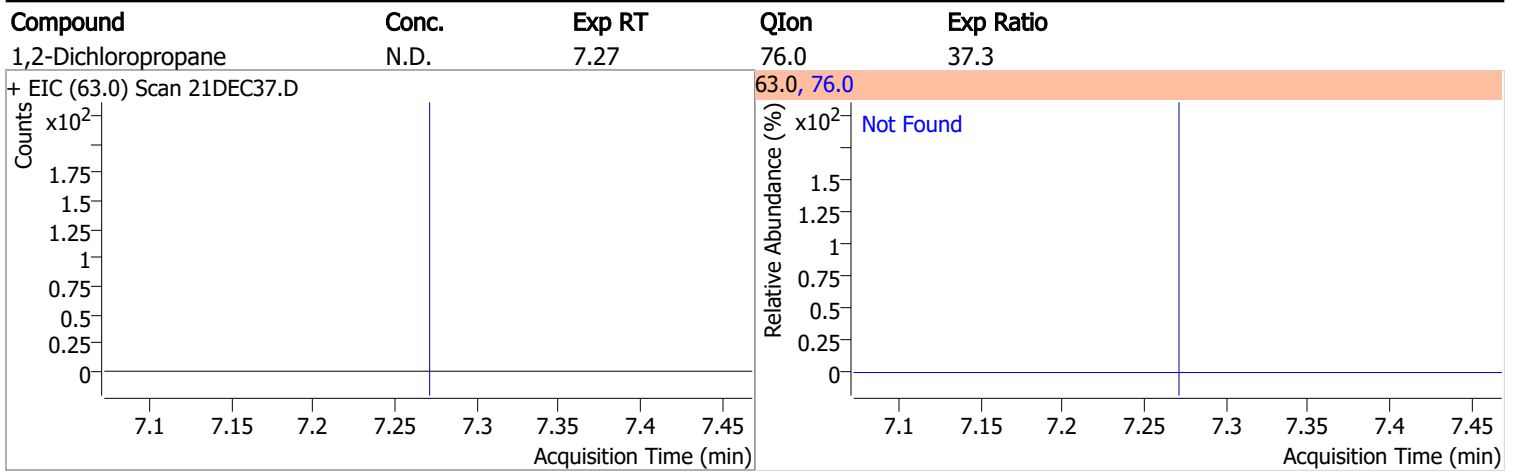 Compound Conc. Exp RT QIon Exp Ratio
1,2-Dichloropropane N.D. 7.27 76.0 37.3
+ EIC (63.0) Scan 21DEC37.D
Counts
x10²
1.75
1.5
1.25
1
0.75
0.5
0.25
0
7.1 7.15 7.2 7.25 7.3 7.35 7.4 7.45
Acquisition Time (min)
63.0, 76.0
Relative Abundance (%)
x10²
Not Found
1.5
1.25
1
0.75
0.5
0.25
0
7.1 7.15 7.2 7.25 7.3 7.35 7.4 7.45
Acquisition Time (min)